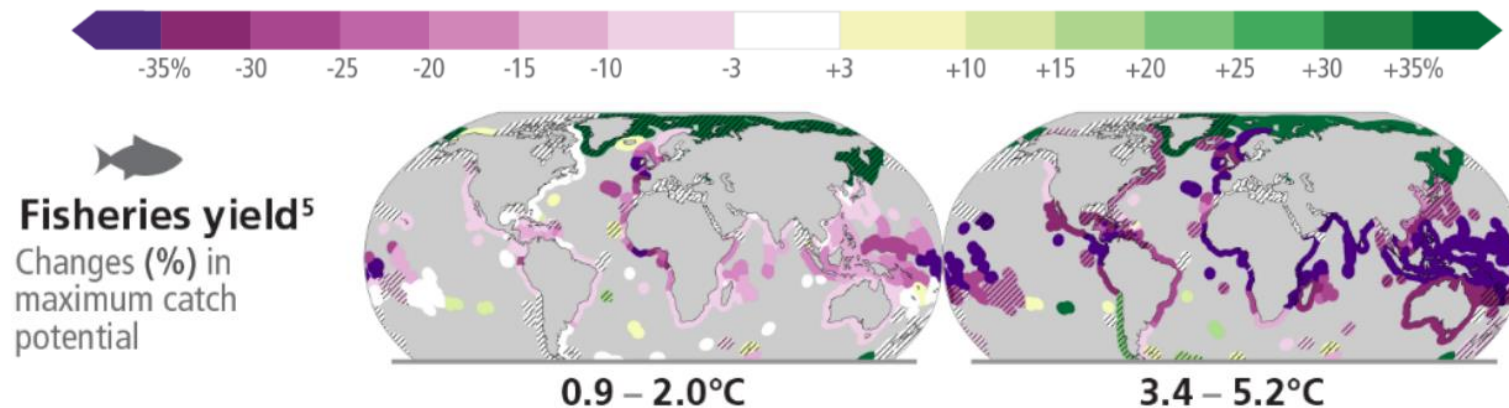 -35% -30 -25 -20 -15 -10 -3 +3 +10 +15 +20 +25 +30 +35%
Fisheries yield⁵
Changes (%) in
maximum catch
potential
0.9 – 2.0°C
3.4 – 5.2°C